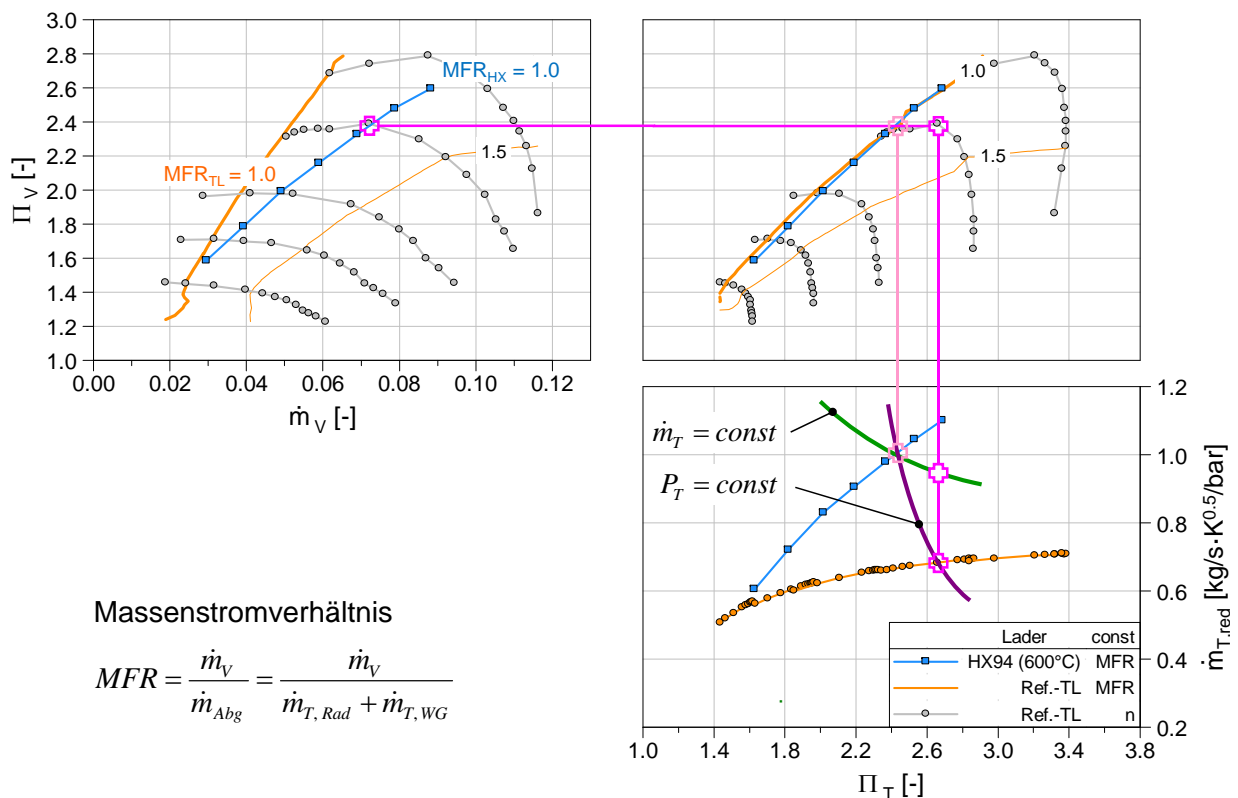 3.0
2.8
2.6
2.4
2.2
2.0
1.8
1.6
1.4
1.2
1.0
Π_V [-]
MFR_HX = 1.0
MFR_TL = 1.0
1.5
0.00 0.02 0.04 0.06 0.08 0.10 0.12
ṁ_V [-]
1.0
1.5
ṁ_T = const
P_T = const
1.2
1.0
0.8
0.6
0.4
0.2
ṁ_T.red [kg/s·K^0.5/bar]
Lader const
HX94 (600°C) MFR
Ref.-TL MFR
Ref.-TL n
1.0 1.4 1.8 2.2 2.6 3.0 3.4 3.8
Π_T [-]
Massenstromverhältnis
MFR = ṁ_V / ṁ_Abg = ṁ_V / (ṁ_T,Rad + ṁ_T,WG)